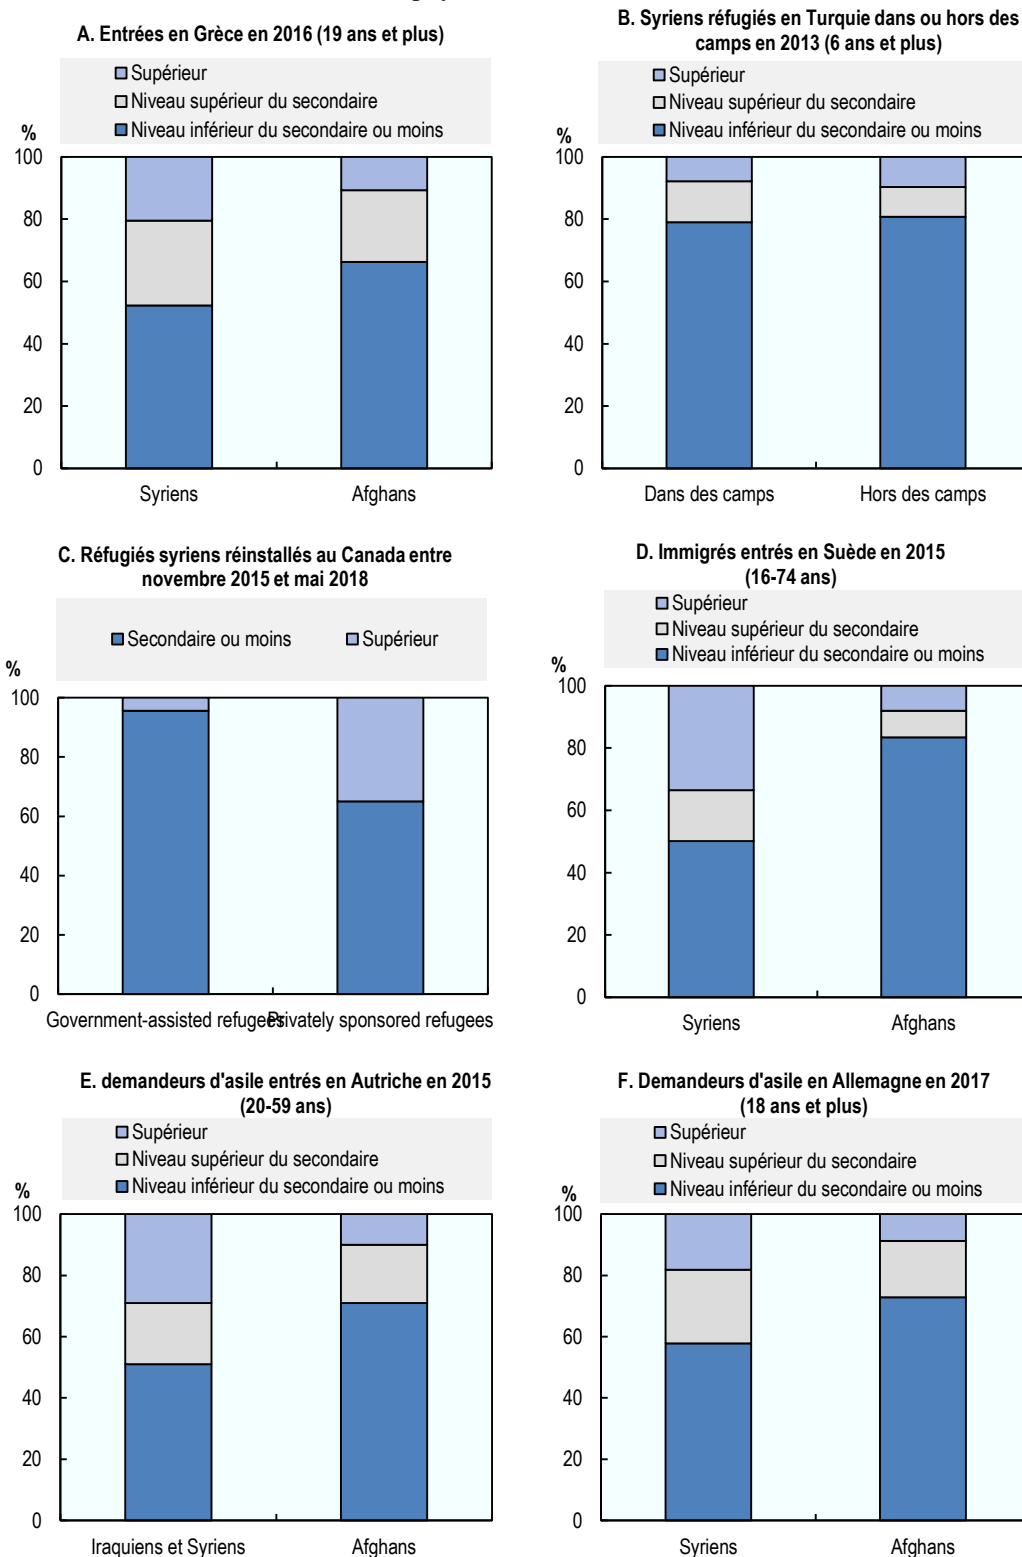 A. Entrées en Grèce en 2016 (19 ans et plus)
Supérieur
Niveau supérieur du secondaire
Niveau inférieur du secondaire ou moins
%
100
80
60
40
20
0
Syriens Afghans
B. Syriens réfugiés en Turquie dans ou hors des
camps en 2013 (6 ans et plus)
Supérieur
Niveau supérieur du secondaire
Niveau inférieur du secondaire ou moins
%
100
80
60
40
20
0
Dans des camps Hors des camps
C. Réfugiés syriens réinstallés au Canada entre
novembre 2015 et mai 2018
Secondaire ou moins Supérieur
%
100
80
60
40
20
0
Government-assisted refugees Privately sponsored refugees
D. Immigrés entrés en Suède en 2015
(16-74 ans)
Supérieur
Niveau supérieur du secondaire
Niveau inférieur du secondaire ou moins
%
100
80
60
40
20
0
Syriens Afghans
E. demandeurs d'asile entrés en Autriche en 2015
(20-59 ans)
Supérieur
Niveau supérieur du secondaire
Niveau inférieur du secondaire ou moins
%
100
80
60
40
20
0
Iraquiens et Syriens Afghans
F. Demandeurs d'asile en Allemagne en 2017
(18 ans et plus)
Supérieur
Niveau supérieur du secondaire
Niveau inférieur du secondaire ou moins
%
100
80
60
40
20
0
Syriens Afghans